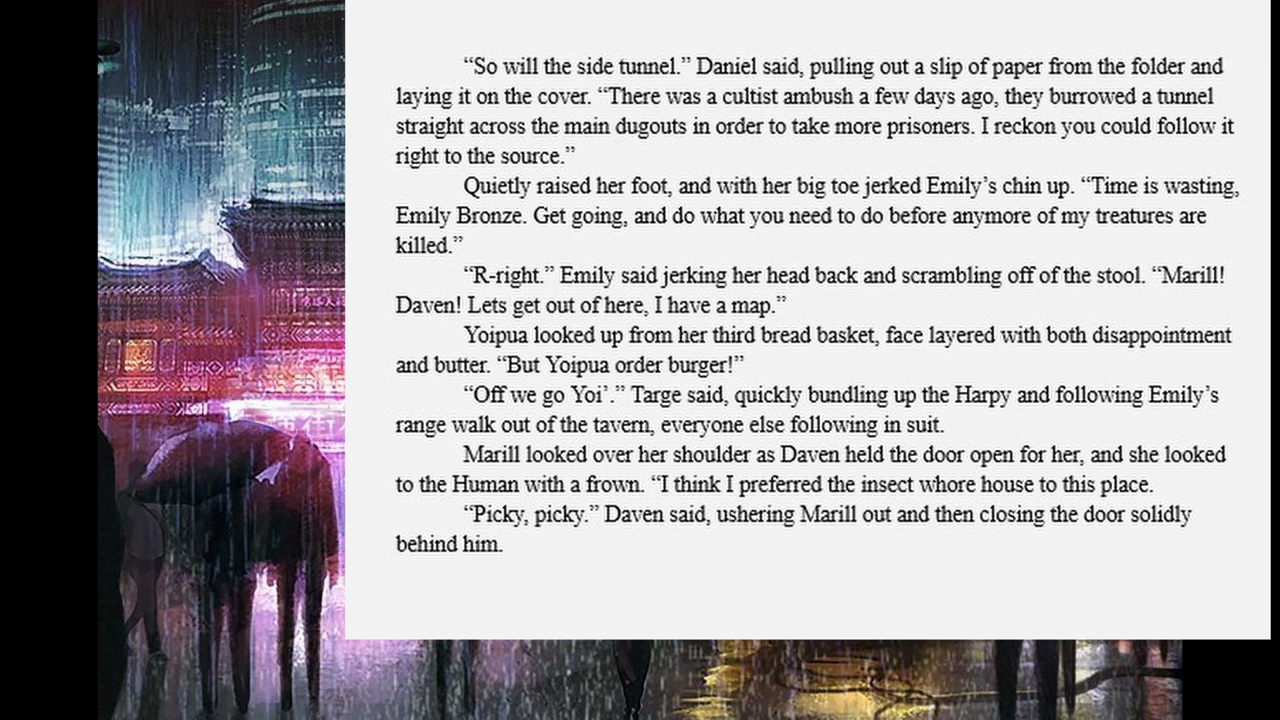 “So will the side tunnel.” Daniel said, pulling out a slip of paper from the folder and
laying it on the cover. “There was a cultist ambush a few days ago, they burrowed a tunnel
straight across the main dugouts in order to take more prisoners. I reckon you could follow it
right to the source.”
Quietly raised her foot, and with her big toe jerked Emily’s chin up. “Time is wasting,
Emily Bronze. Get going, and do what you need to do before anymore of my treatures are
killed.”
“R-right.” Emily said jerking her head back and scrambling off of the stool. “Marill!
Daven! Lets get out of here, I have a map.”
Yoipua looked up from her third bread basket, face layered with both disappointment
and butter. “But Yoipua order burger!”
“Off we go Yoi’.” Targe said, quickly bundling up the Harpy and following Emily’s
range walk out of the tavern, everyone else following in suit.
Marill looked over her shoulder as Daven held the door open for her, and she looked
to the Human with a frown. “I think I preferred the insect whore house to this place.
“Picky, picky.” Daven said, ushering Marill out and then closing the door solidly
behind him.